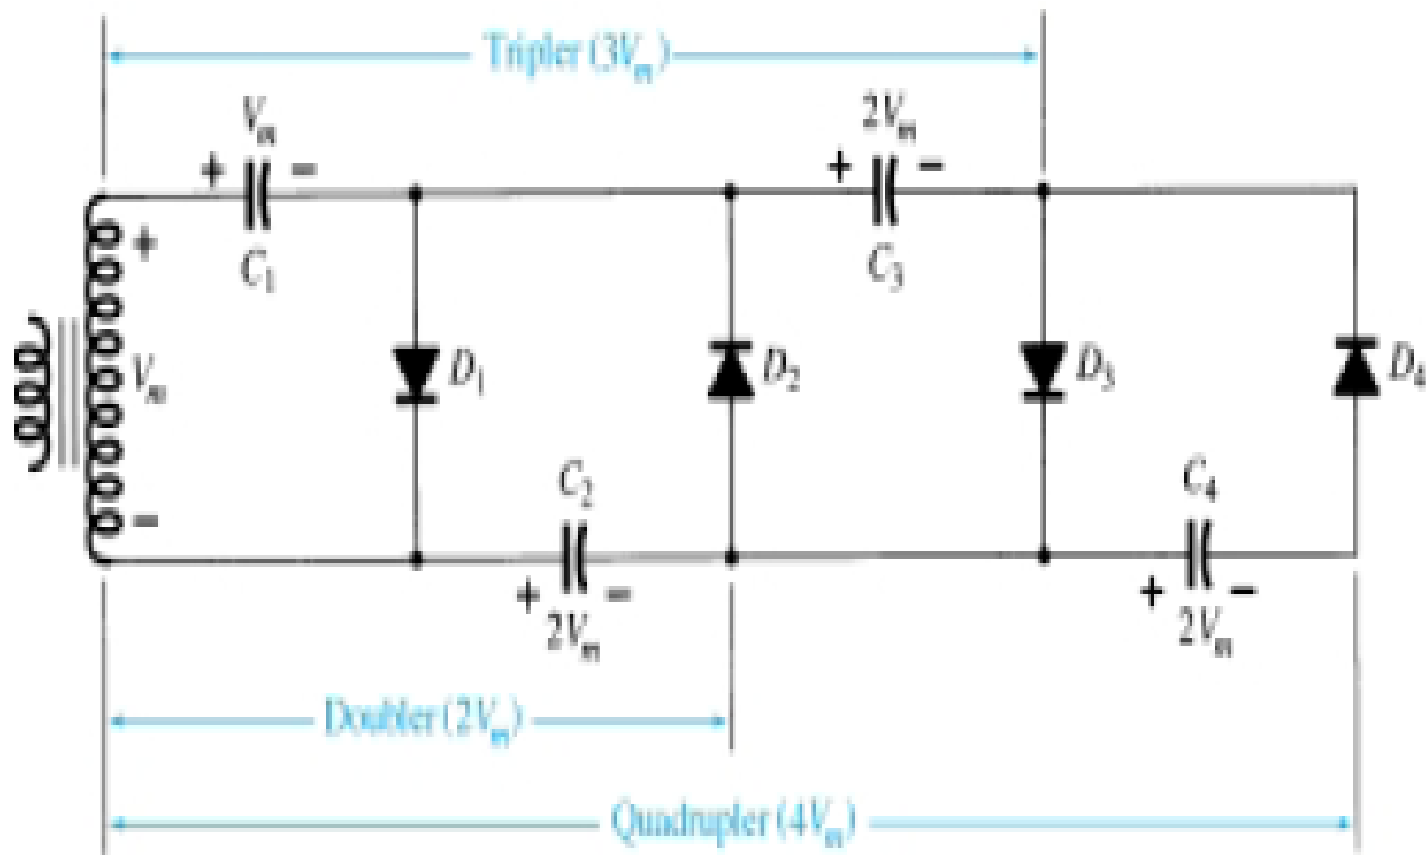 Tripler (3Vm)
Vm
2Vm
+ − + −
C1
C3
+
Vm
D1
D2
D3
D4
C2
C4
−
+ − + −
2Vm
2Vm
Doubler (2Vm)
Quadrupler (4Vm)